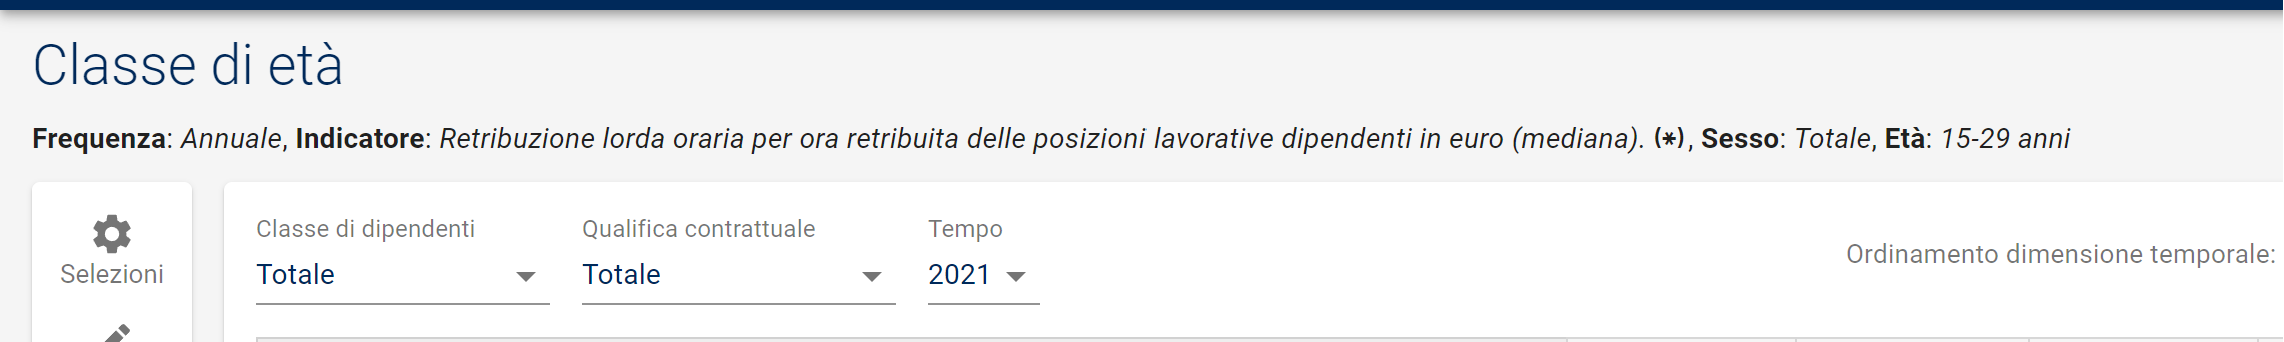 Classe di età
Frequenza: Annuale, Indicatore: Retribuzione lorda oraria per ora retribuita delle posizioni lavorative dipendenti in euro (mediana). (*), Sesso: Totale, Età: 15-29 anni
Selezioni
Classe di dipendenti
Totale
Qualifica contrattuale
Totale
Tempo
2021
Ordinamento dimensione temporale: